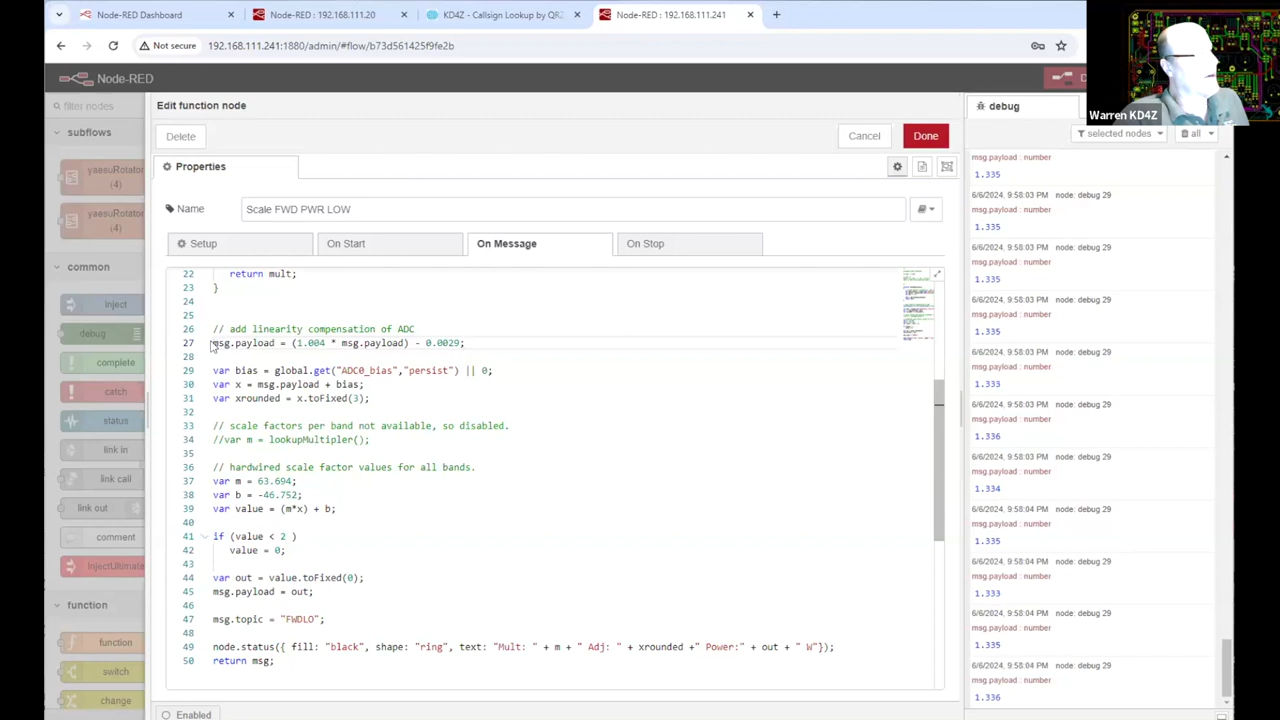 Node-RED Dashboard
Node-RED : 192.168.111.20
KD4Z - Callsign Lookup by QRZ
Node-RED : 192.168.111.241
Not secure
192.168.111.241:1880/admin/#flow/b73d561425f9fe2b
Node-RED
Warren KD4Z
filter nodes
Edit function node
debug
subflows
Delete
Cancel
Done
selected nodes
all
yaesuRotator
(4)
yaesuRotator
(4)
common
inject
debug
complete
catch
status
link in
link call
link out
comment
InjectUltimate
function
function
switch
change
Properties
Name
Scale FWD PWR LOW
Setup
On Start
On Message
On Stop
22 return mult;
23 }
24
25
26 add linearity compensation of ADC
27 msg.payload = (1.004 * msg.payload) - 0.0029;
28
29 var bias = global.get("ADC0_bias","persist") || 0;
30 var x = msg.payload + bias;
31 var xrounded = x.toFixed(3);
32
33 // scale factor per band not available, so disabled.
34 //var m = lookupMultipler();
35
36 // hardwired scale factor values for all bands.
37 var m = 63.694;
38 var b = -46.752;
39 var value = (m*x) + b;
40
41 if (value < 2 )
42 value = 0;
43
44 var out = value.toFixed(0);
45 msg.payload = out;
46
47 msg.topic = "FWDLO";
48
49 node.status({ fill: "black", shape: "ring", text: "Mult: " + m + " Adj: " + xrounded +" Power:" + out + " W"});
50 return msg;
Enabled
msg.payload : number
1.335
6/6/2024, 9:58:03 PM node: debug 29
msg.payload : number
1.335
6/6/2024, 9:58:03 PM node: debug 29
msg.payload : number
1.335
6/6/2024, 9:58:03 PM node: debug 29
msg.payload : number
1.335
6/6/2024, 9:58:03 PM node: debug 29
msg.payload : number
1.333
6/6/2024, 9:58:03 PM node: debug 29
msg.payload : number
1.336
6/6/2024, 9:58:03 PM node: debug 29
msg.payload : number
1.334
6/6/2024, 9:58:04 PM node: debug 29
msg.payload : number
1.335
6/6/2024, 9:58:04 PM node: debug 29
msg.payload : number
1.333
6/6/2024, 9:58:04 PM node: debug 29
msg.payload : number
1.335
6/6/2024, 9:58:04 PM node: debug 29
msg.payload : number
1.336